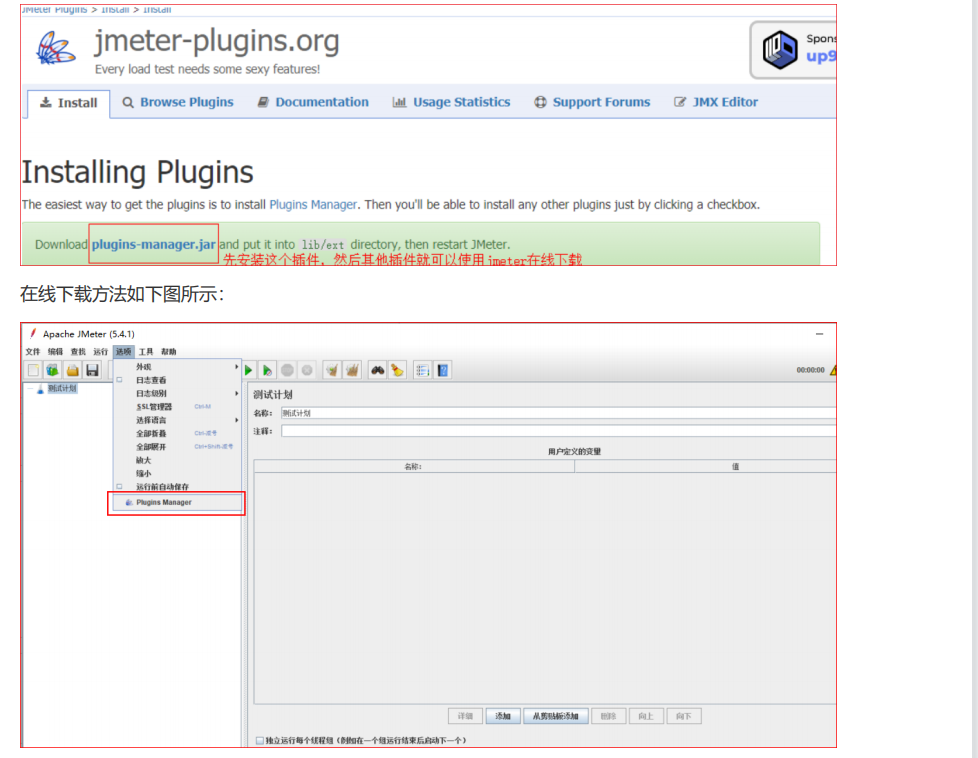 JMeter Plugins > Install > Install
jmeter-plugins.org
Every load test needs some sexy features!
Spons
up9
Install
Browse Plugins
Documentation
Usage Statistics
Support Forums
JMX Editor
Installing Plugins
The easiest way to get the plugins is to install Plugins Manager. Then you'll be able to install any other plugins just by clicking a checkbox.
Download plugins-manager.jar and put it into lib/ext directory, then restart JMeter.
先安装这个插件，然后其他插件就可以使用jmeter在线下载
在线下载方法如下图所示：
Apache JMeter (5.4.1)
文件 编辑 查找 运行 选项 工具 帮助
外观
日志查看
日志级别
SSL管理器 Ctrl-M
选择语言
全部折叠 Ctrl-减号
全部展开 Ctrl+Shift-减号
放大
缩小
运行前自动保存
Plugins Manager
00:00:00
测试计划
测试计划
名称： 测试计划
注释：
用户定义的变量
名称： 值
详细 添加 从剪贴板添加 删除 向上 向下
独立运行每个线程组（例如在一个组运行结束后启动下一个）